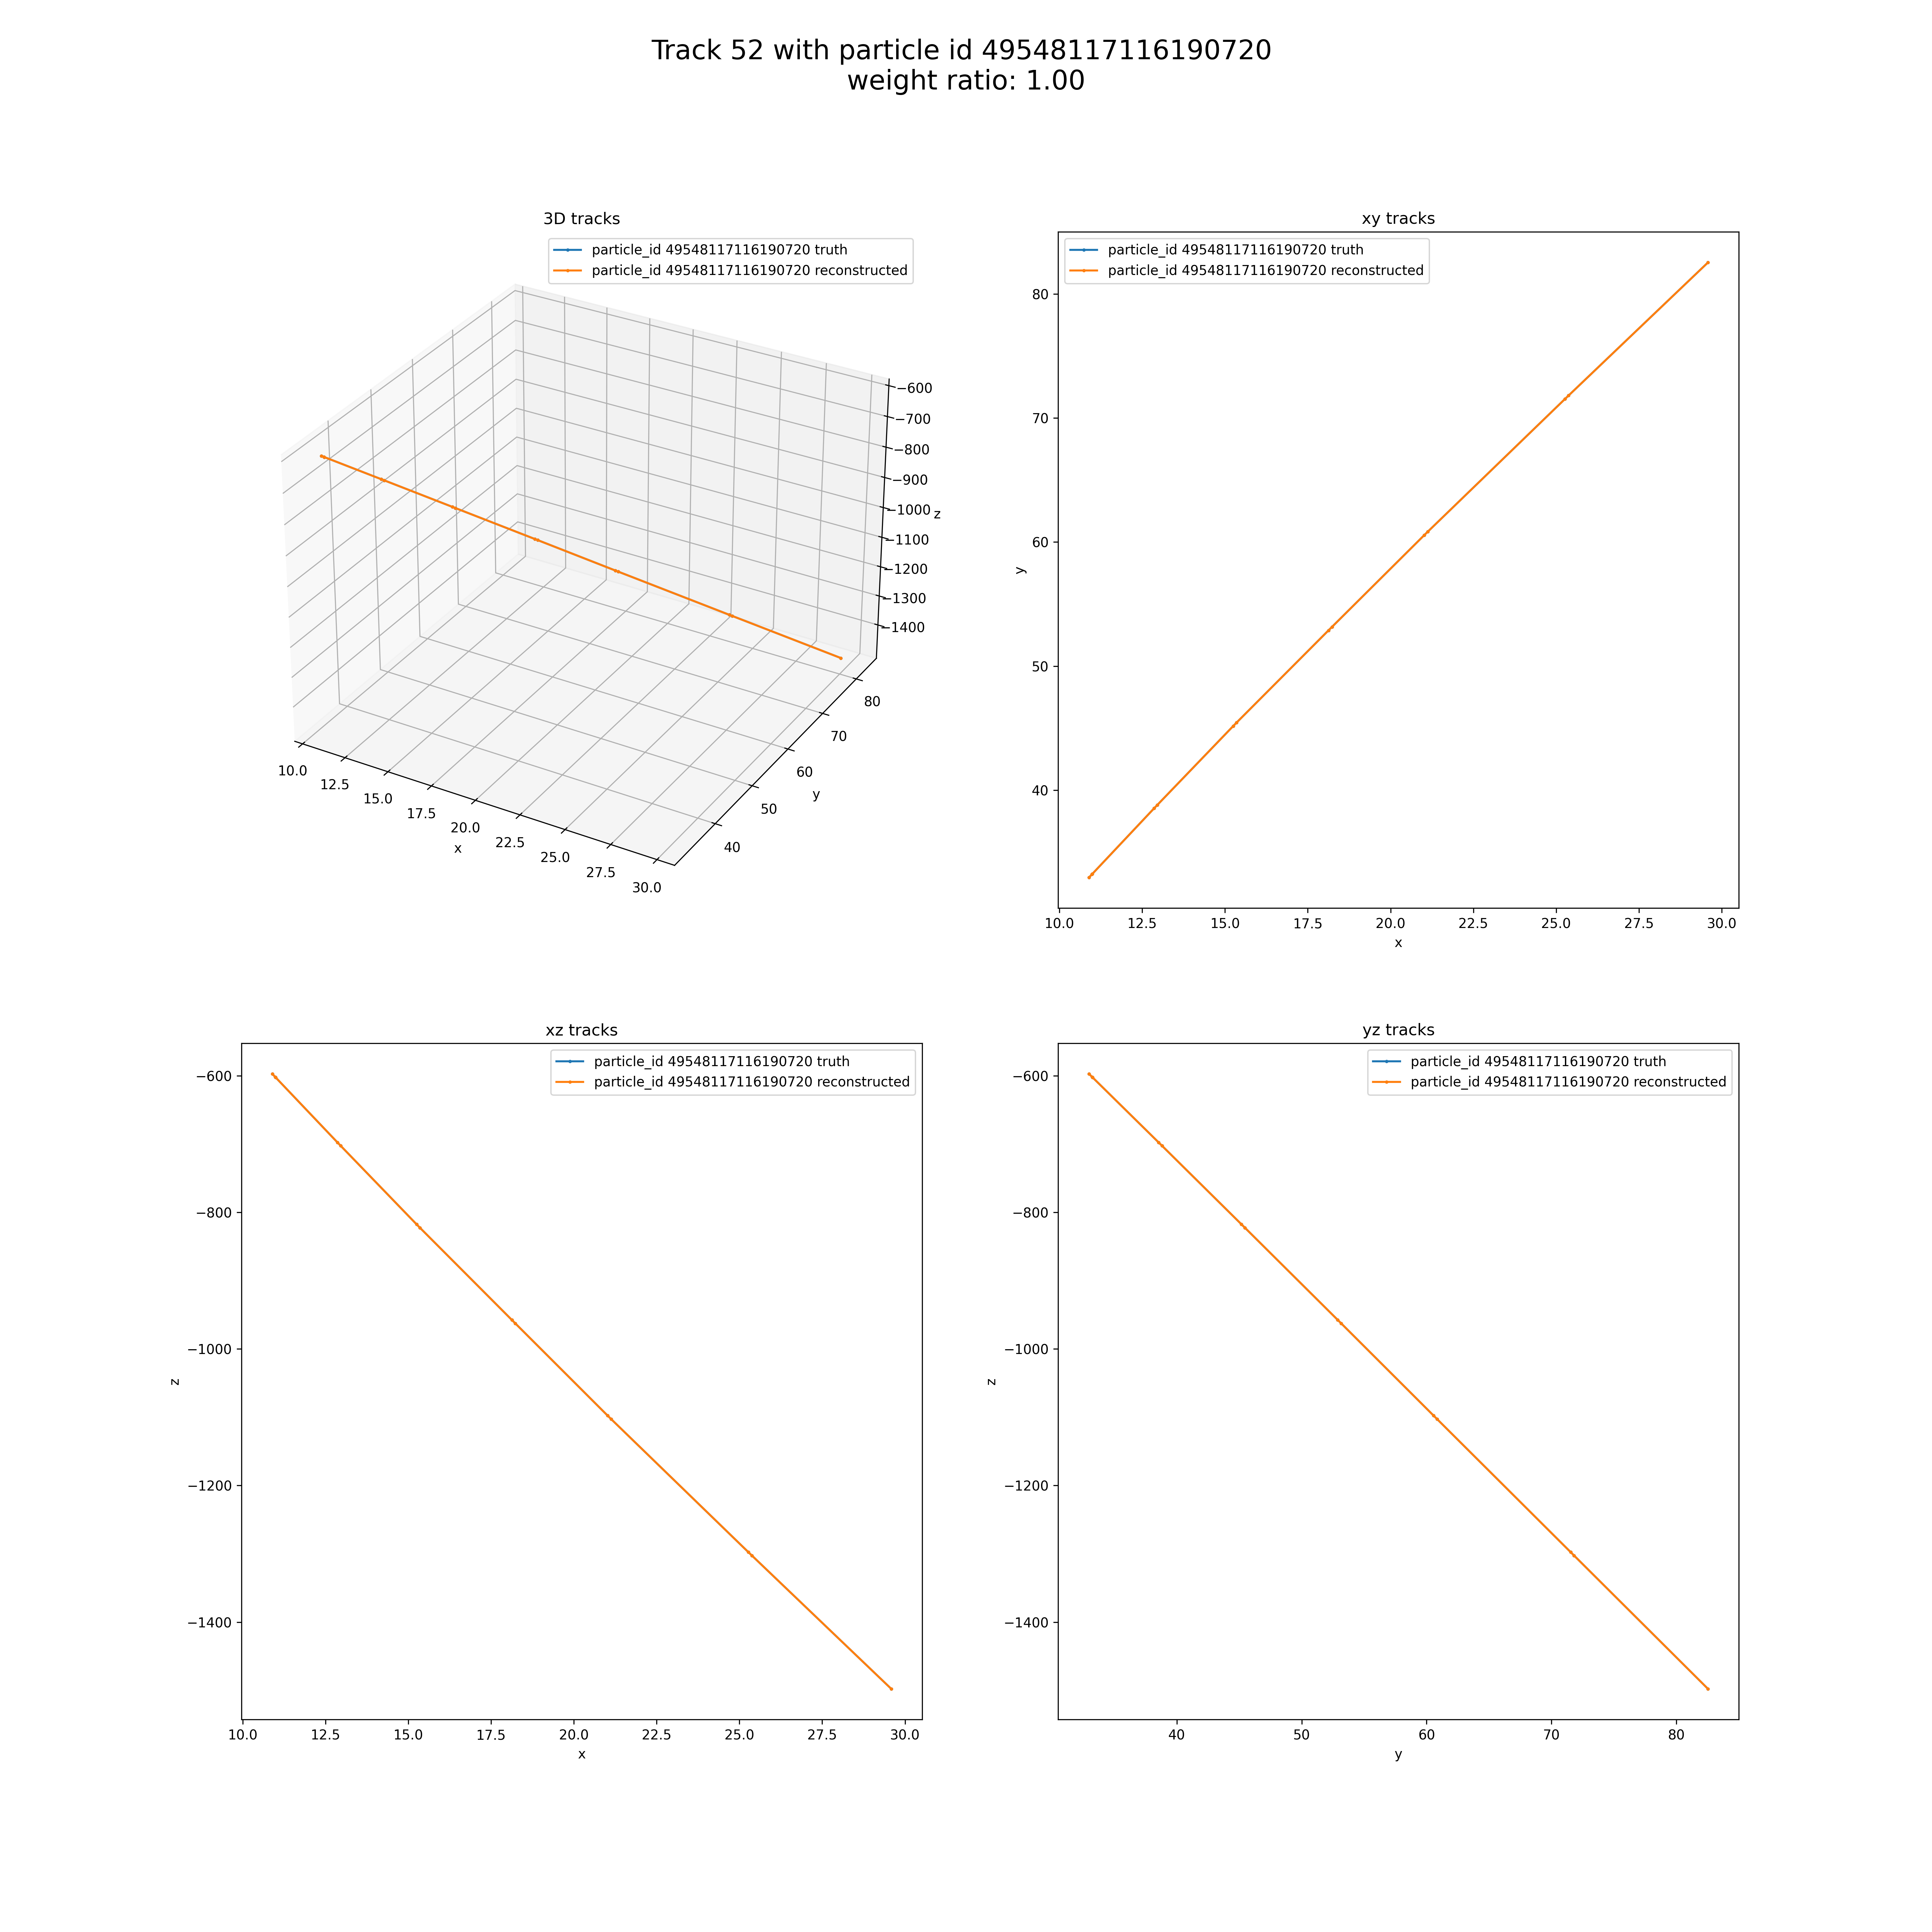 Track 52 with particle id 49548117116190720
weight ratio: 1.00
3D tracks
particle_id 49548117116190720 truth
particle_id 49548117116190720 reconstructed
−600
−700
−800
−900
−1000
−1100
−1200
−1300
−1400
z
80
70
60
50
40
y
10.0
12.5
15.0
17.5
20.0
22.5
25.0
27.5
30.0
x
xy tracks
particle_id 49548117116190720 truth
particle_id 49548117116190720 reconstructed
80
70
60
50
40
y
10.0 12.5 15.0 17.5 20.0 22.5 25.0 27.5 30.0
x
xz tracks
particle_id 49548117116190720 truth
particle_id 49548117116190720 reconstructed
−600
−800
−1000
−1200
−1400
z
10.0 12.5 15.0 17.5 20.0 22.5 25.0 27.5 30.0
x
yz tracks
particle_id 49548117116190720 truth
particle_id 49548117116190720 reconstructed
−600
−800
−1000
−1200
−1400
z
40 50 60 70 80
y